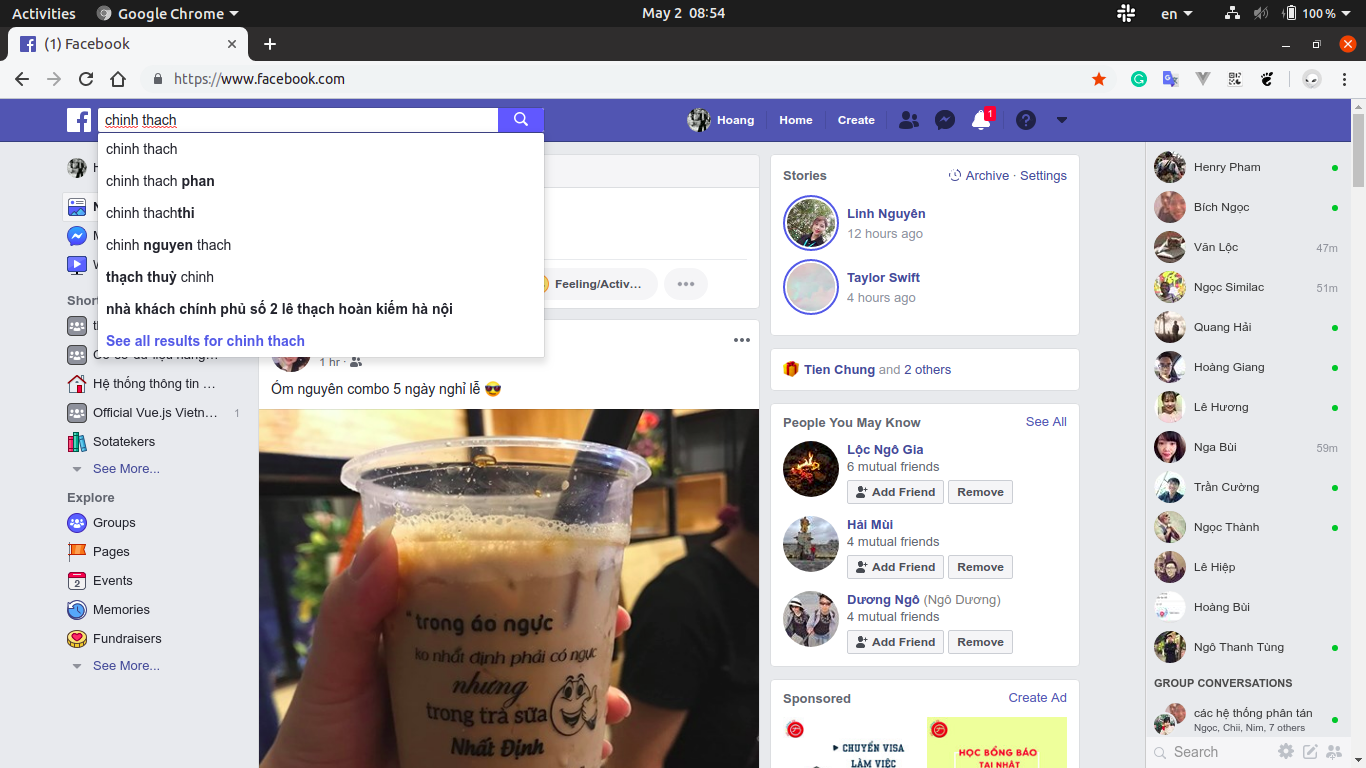 Activities
Google Chrome
May 2 08:54
en
100 %
(1) Facebook
https://www.facebook.com
chinh thach
Hoang
Home
Create
1
chinh thach
chinh thach phan
chinh thachthi
chinh nguyen thach
thạch thuỳ chinh
nhà khách chính phủ số 2 lê thạch hoàn kiếm hà nội
See all results for chinh thach
Hệ thống thông tin …
Official Vue.js Vietn… 1
Sotatekers
See More...
Explore
Groups
Pages
2
Events
Memories
Fundraisers
See More...
Feeling/Activ…
1 hr ·
Ôm nguyên combo 5 ngày nghỉ lễ 😎
" trong áo ngực
ko nhất định phải có ngực
nhưng
trong trà sữa
Nhất Định
Stories
Archive · Settings
Linh Nguyên
12 hours ago
Taylor Swift
4 hours ago
Tien Chung and 2 others
People You May Know
See All
Lộc Ngô Gia
6 mutual friends
Add Friend
Remove
Hải Mùi
4 mutual friends
Add Friend
Remove
Dương Ngô (Ngô Dương)
4 mutual friends
Add Friend
Remove
Sponsored
Create Ad
CHUYỂN VISA
LÀM VIỆC
HỌC BỔNG BÁO
TẠI NHẬT
Henry Pham
Bích Ngọc
Văn Lốc 47m
Ngọc Similac 51m
Quang Hải
Hoàng Giang
Lê Hương
Nga Bùi 59m
Trần Cường
Ngọc Thành
Lê Hiệp
Hoàng Bùi
Ngô Thanh Tùng
GROUP CONVERSATIONS
các hệ thống phân tán
Ngọc, Chii, Nim, 7 others
Search